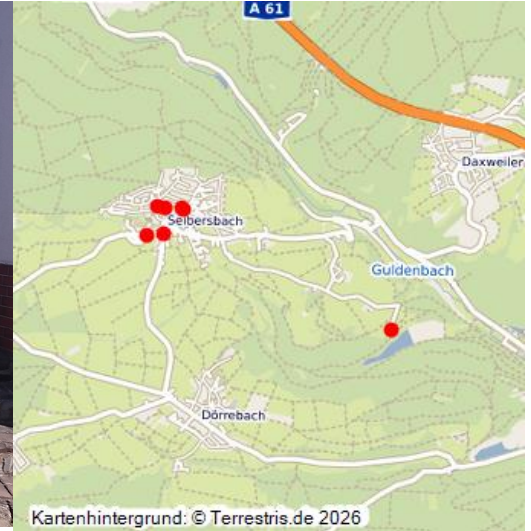 A 61
Daxweiler
Seibersbach
Guldenbach
Dörrebach
Kartenhintergrund: © Terrestris.de 2026